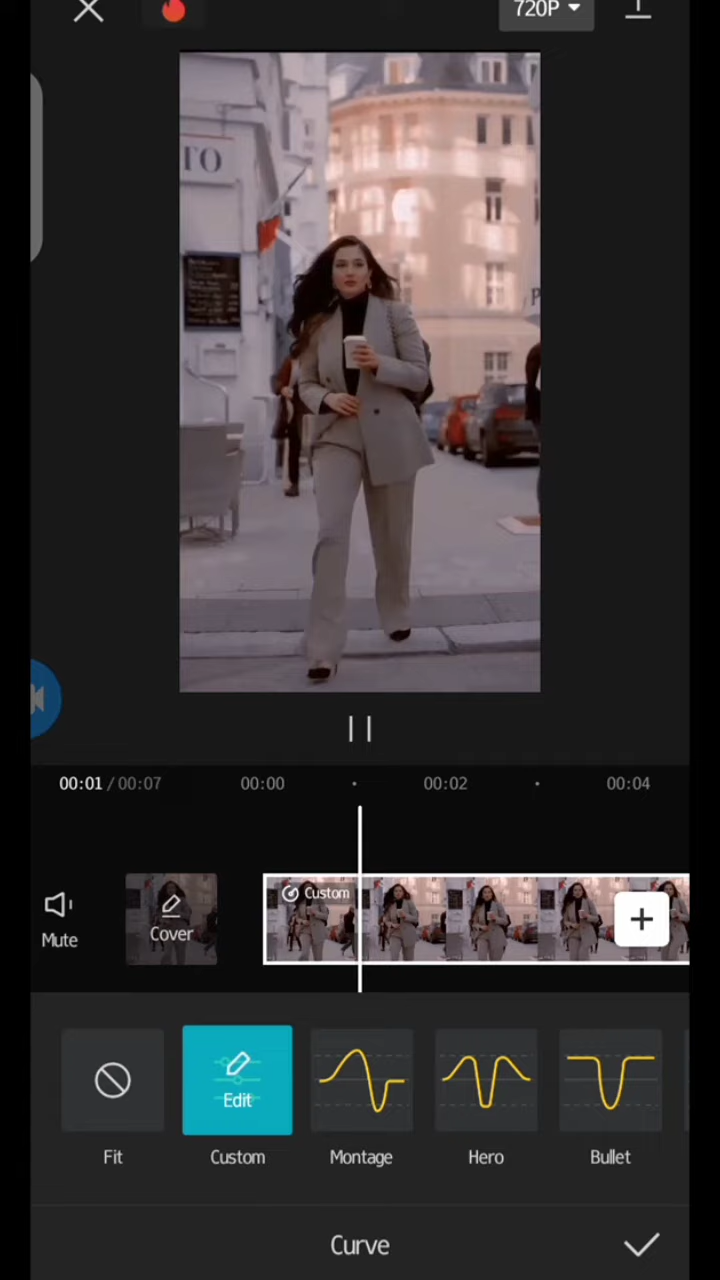 720P
TO
P
00:01 / 00:07 00:00 00:02 00:04
Custom
Mute
Cover
Edit
Fit Custom Montage Hero Bullet
Curve